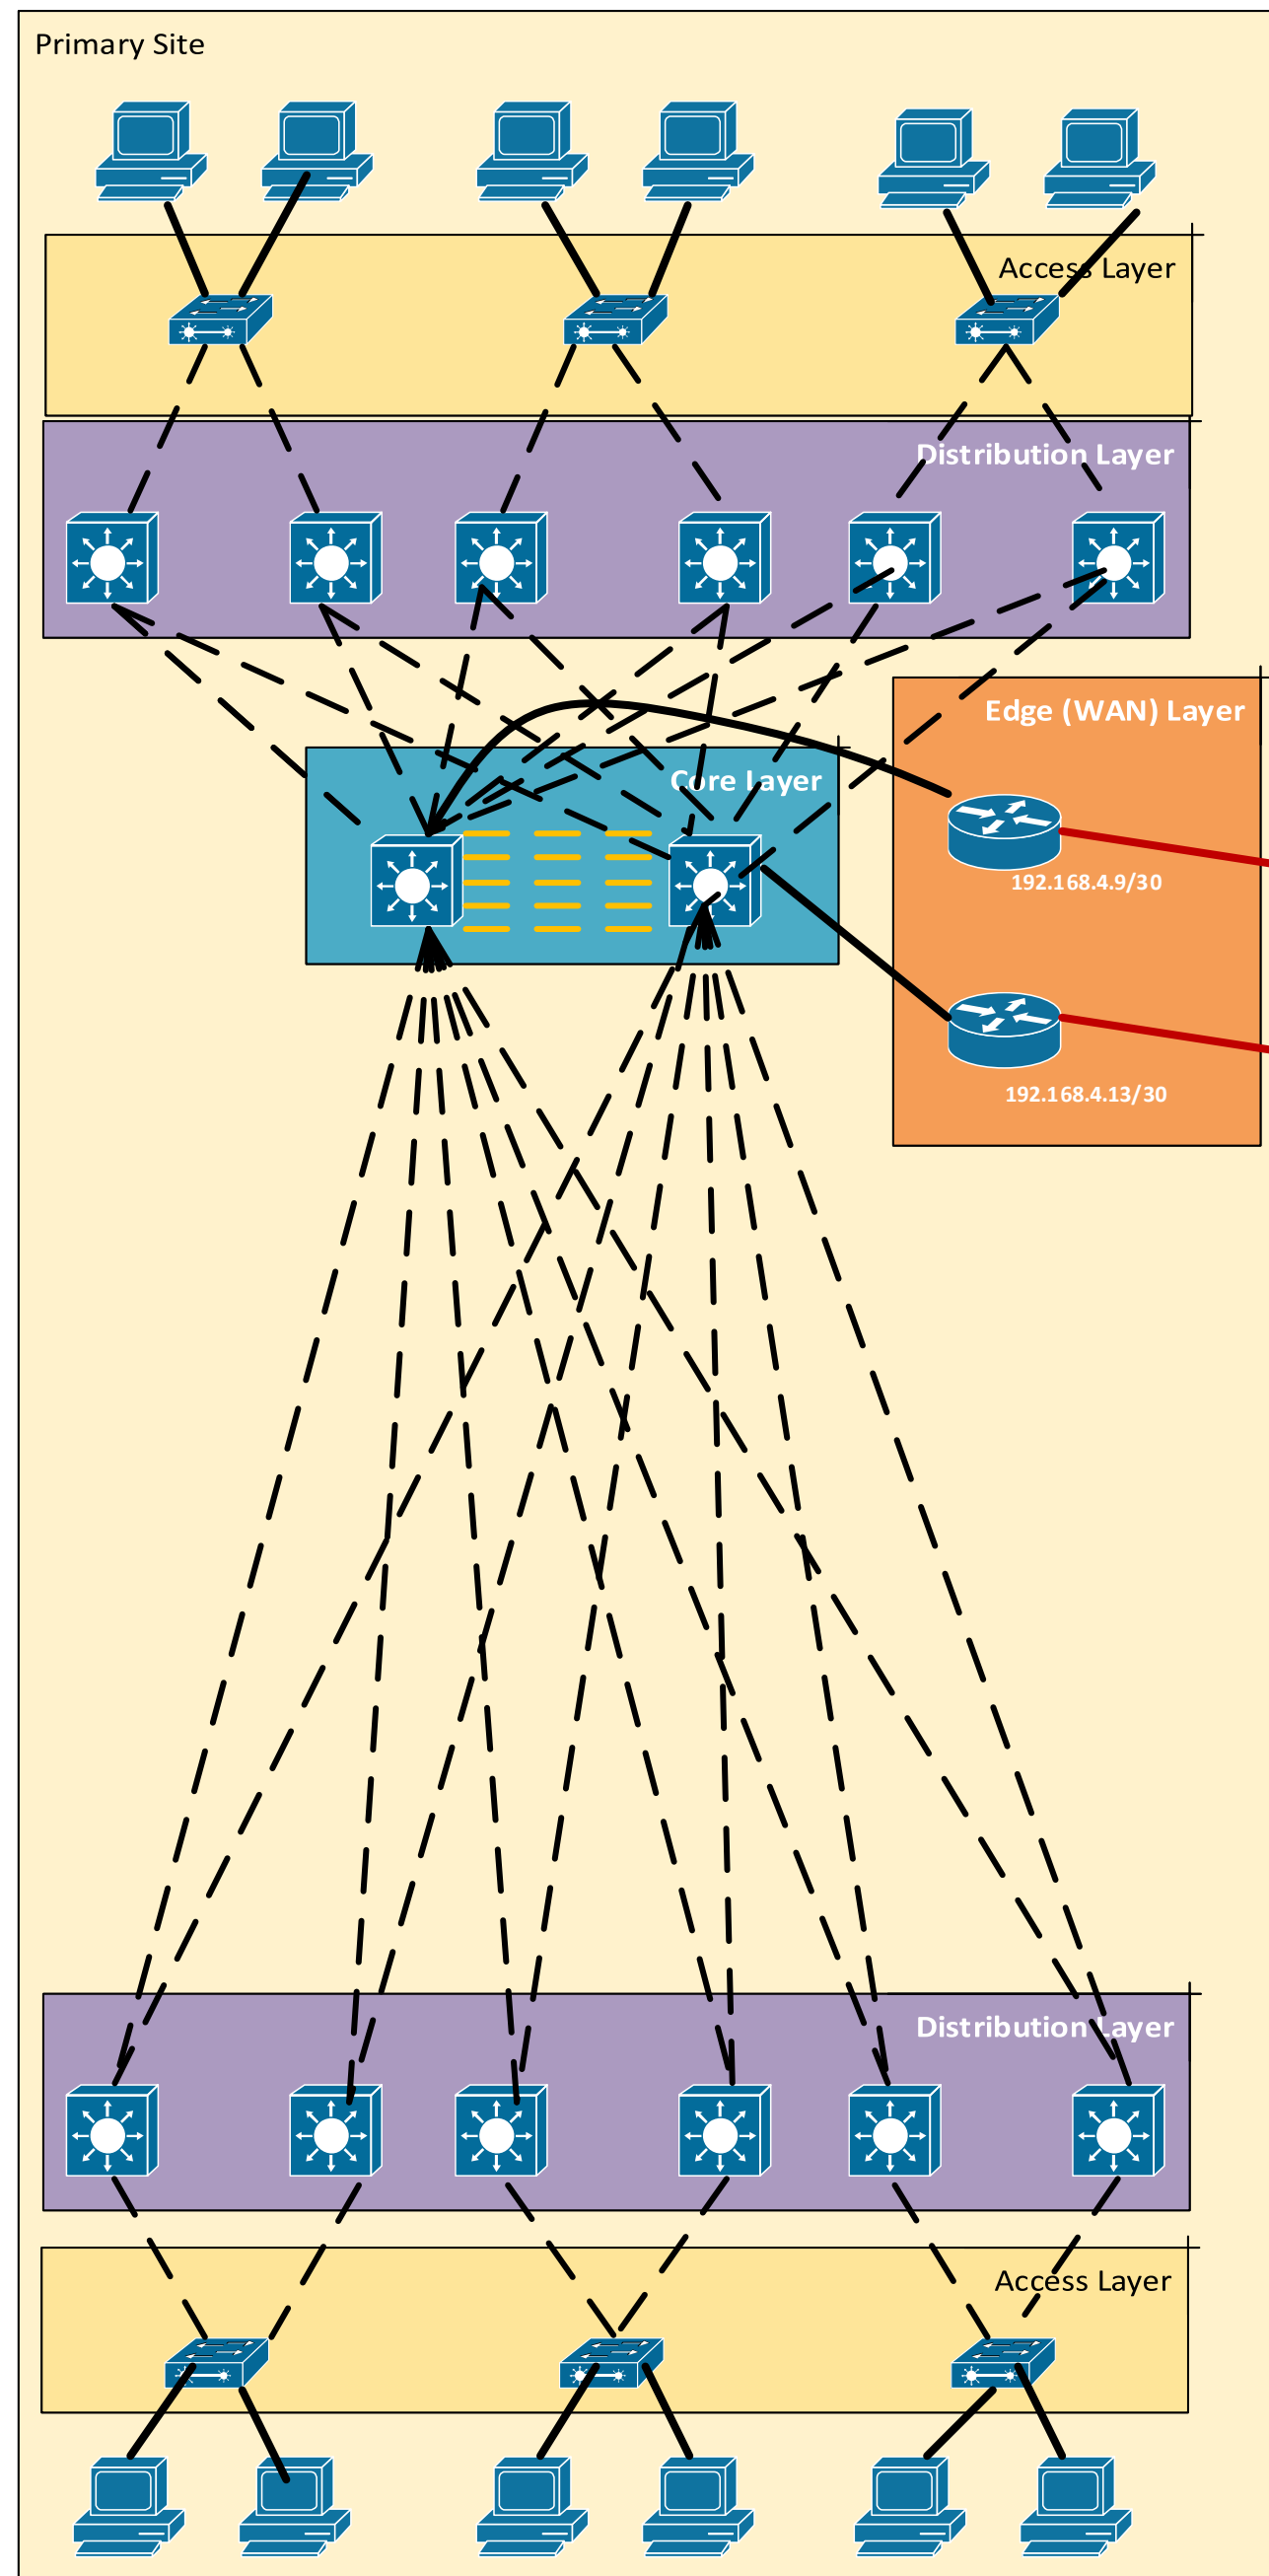 Primary Site
Access Layer
Distribution Layer
Edge (WAN) Layer
Core Layer
192.168.4.9/30
192.168.4.13/30
Distribution Layer
Access Layer